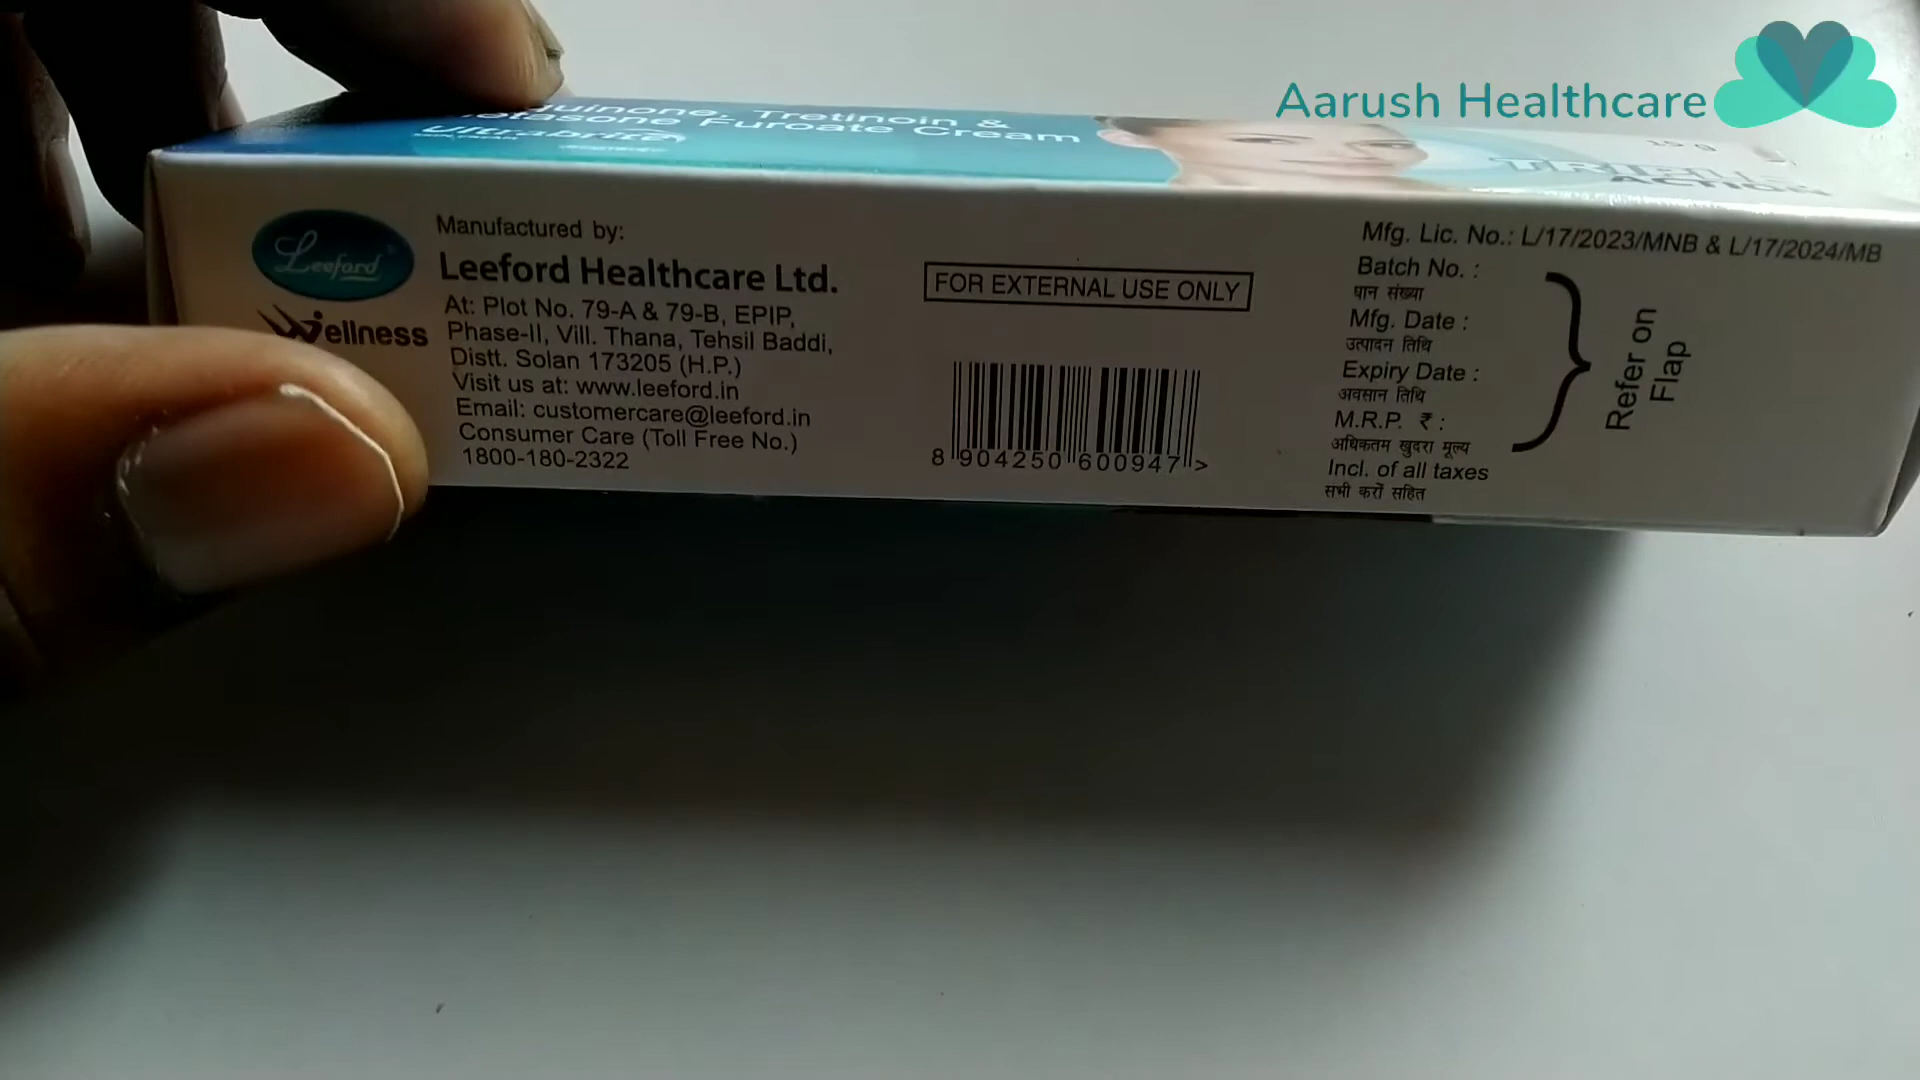 Aarush Healthcare
Tretinoin &
Furoate Cream
Ultrabrite
ACTION
Leeford
Wellness
Manufactured by:
Leeford Healthcare Ltd.
At: Plot No. 79-A & 79-B, EPIP,
Phase-II, Vill. Thana, Tehsil Baddi,
Distt. Solan 173205 (H.P.)
Visit us at: www.leeford.in
Email: customercare@leeford.in
Consumer Care (Toll Free No.)
1800-180-2322
FOR EXTERNAL USE ONLY
8 904250 600947 >
Mfg. Lic. No.: L/17/2023/MNB & L/17/2024/MB
Batch No. :
घान संख्या
Mfg. Date :
उत्पादन तिथि
Expiry Date :
अवसान तिथि
M.R.P. ₹ :
अधिकतम खुदरा मूल्य
Incl. of all taxes
सभी करों सहित
Refer on
Flap